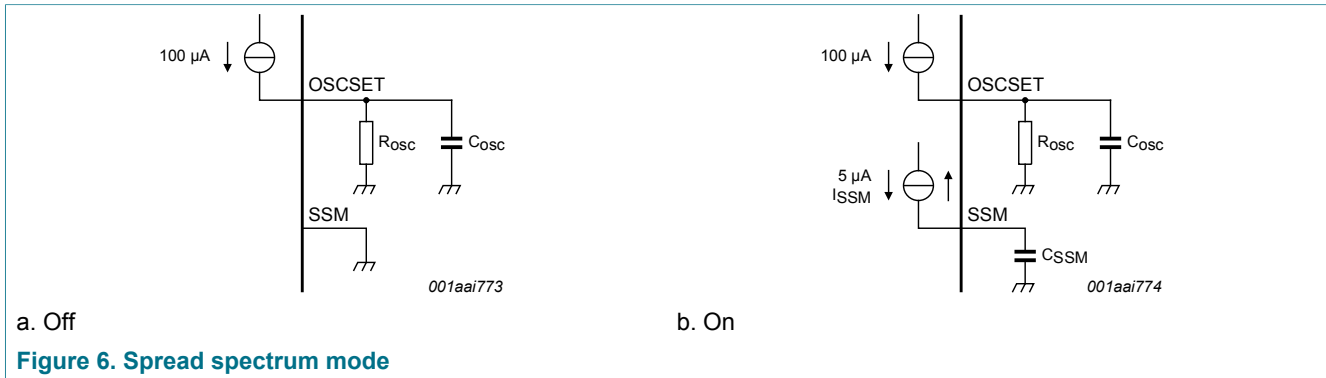 100 µA
OSCSET
Rosc
Cosc
SSM
001aai773
a. Off
100 µA
OSCSET
Rosc
Cosc
5 µA
ISSM
SSM
CSSM
001aai774
b. On
Figure 6. Spread spectrum mode